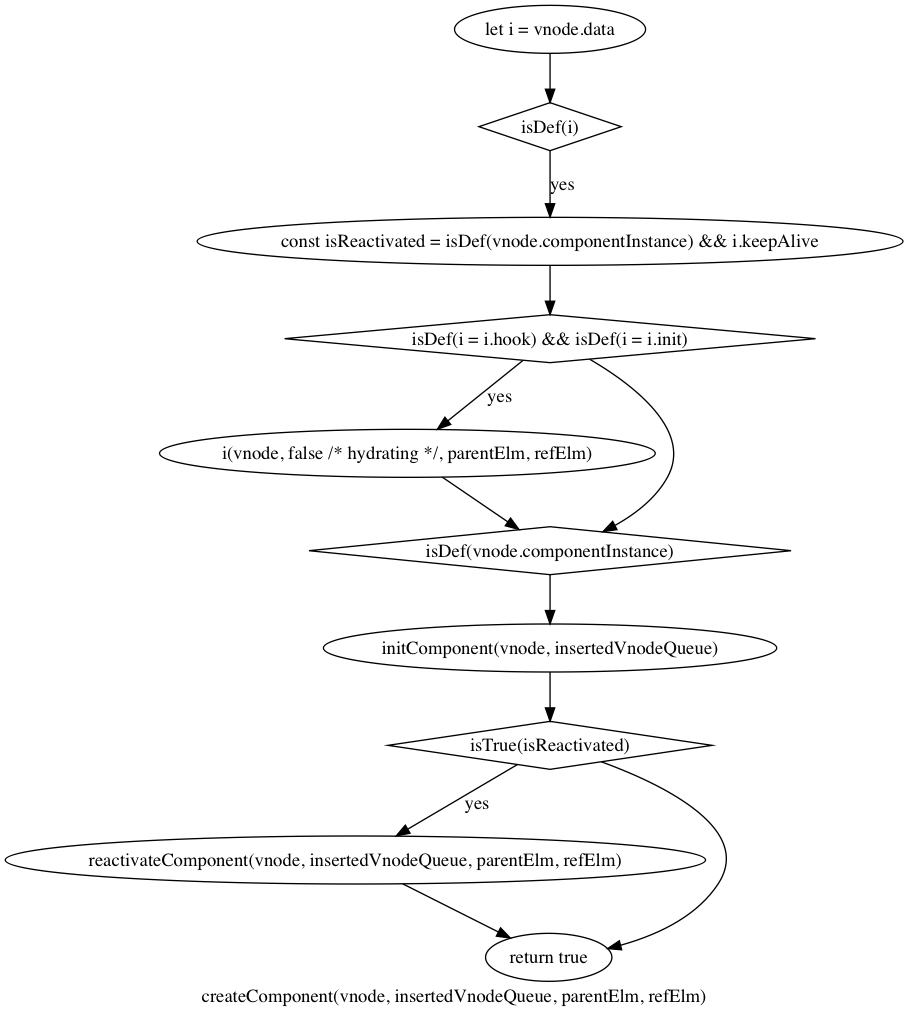 let i = vnode.data
isDef(i)
yes
const isReactivated = isDef(vnode.componentInstance) && i.keepAlive
isDef(i = i.hook) && isDef(i = i.init)
yes
i(vnode, false /* hydrating */, parentElm, refElm)
isDef(vnode.componentInstance)
initComponent(vnode, insertedVnodeQueue)
isTrue(isReactivated)
yes
reactivateComponent(vnode, insertedVnodeQueue, parentElm, refElm)
return true
createComponent(vnode, insertedVnodeQueue, parentElm, refElm)